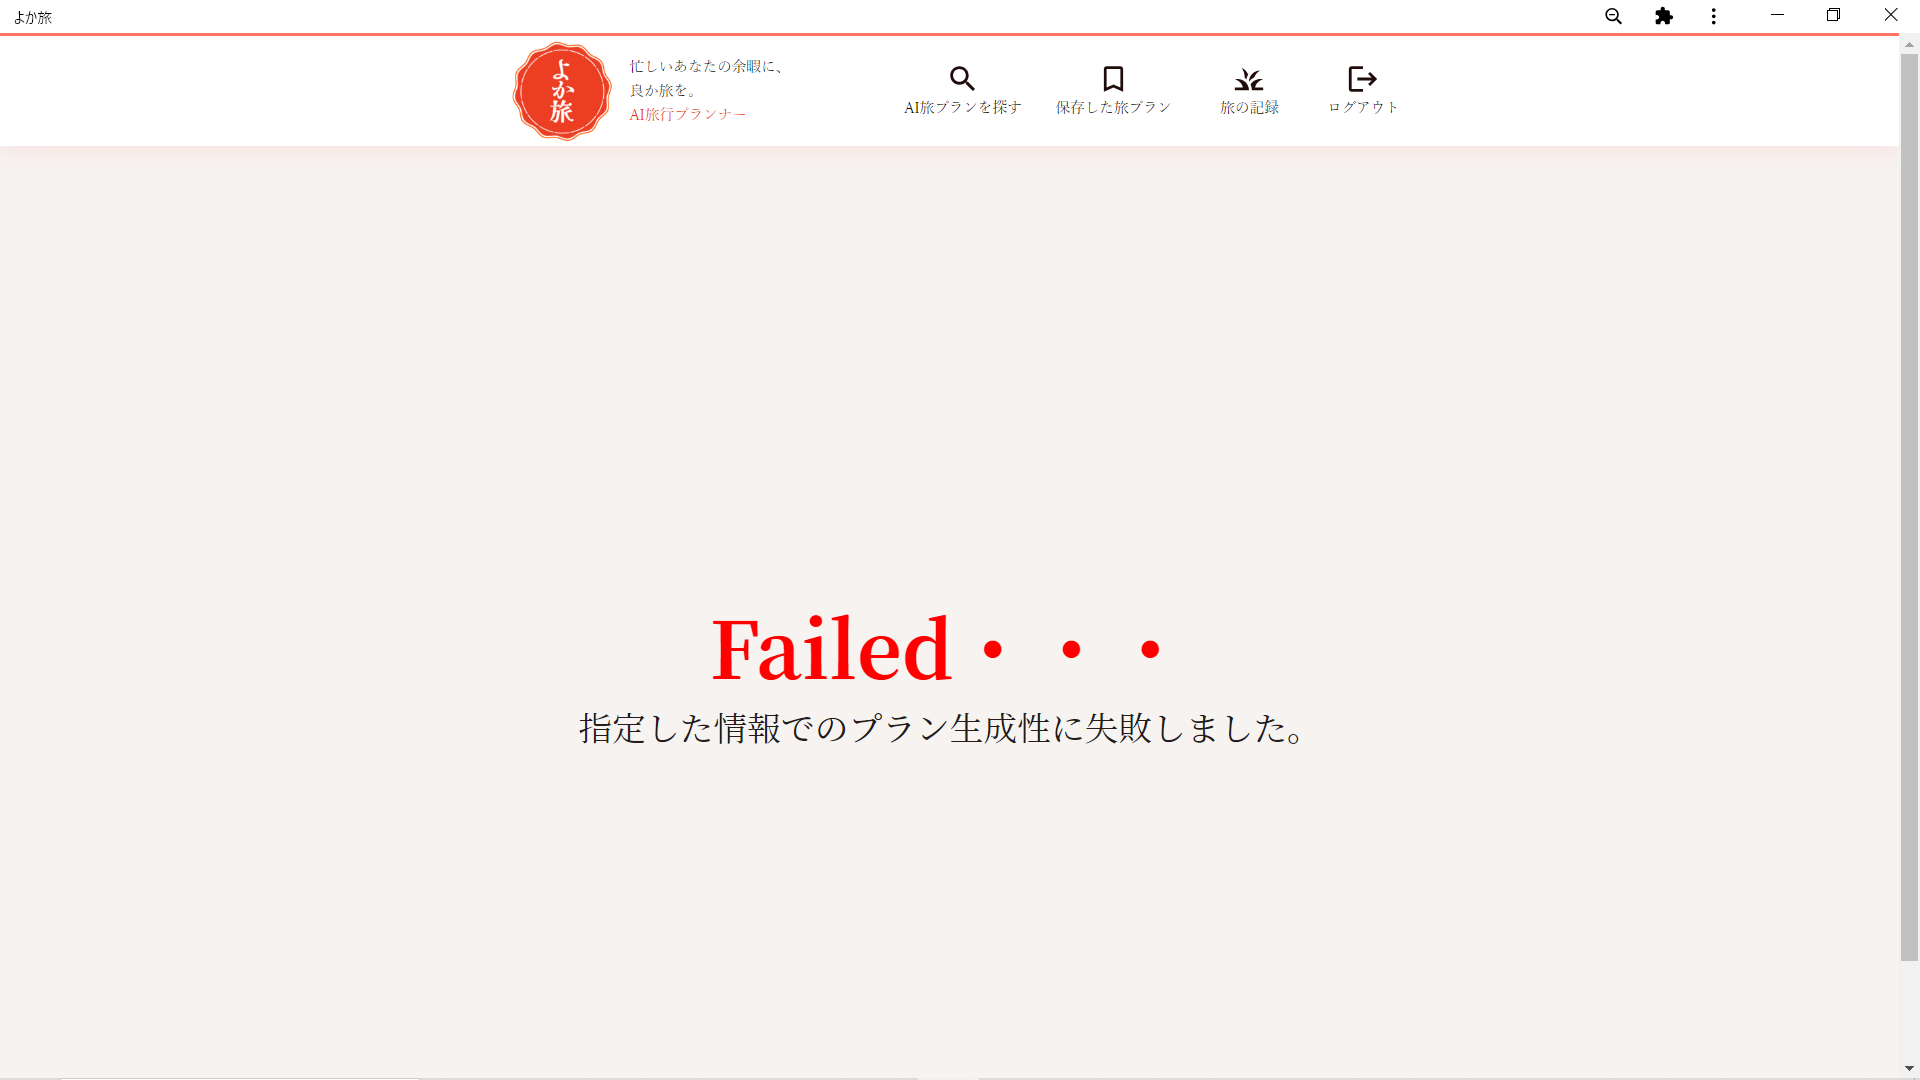 よか旅
よか旅
忙しいあなたの余暇に、
良か旅を。
AI旅行プランナー
AI旅プランを探す
保存した旅プラン
旅の記録
ログアウト
Failed・・・
指定した情報でのプラン生成性に失敗しました。